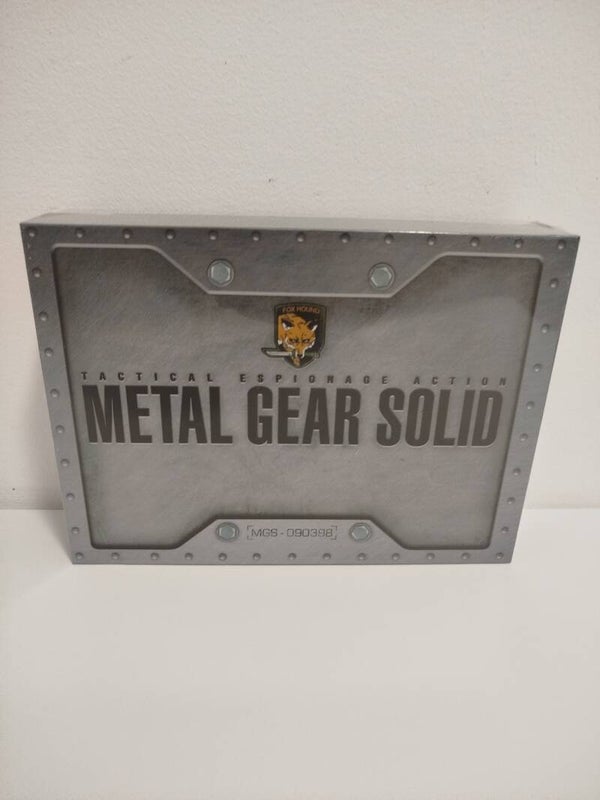 FOX HOUND
TACTICAL ESPIONAGE ACTION
METAL GEAR SOLID
[MGS - 090398]